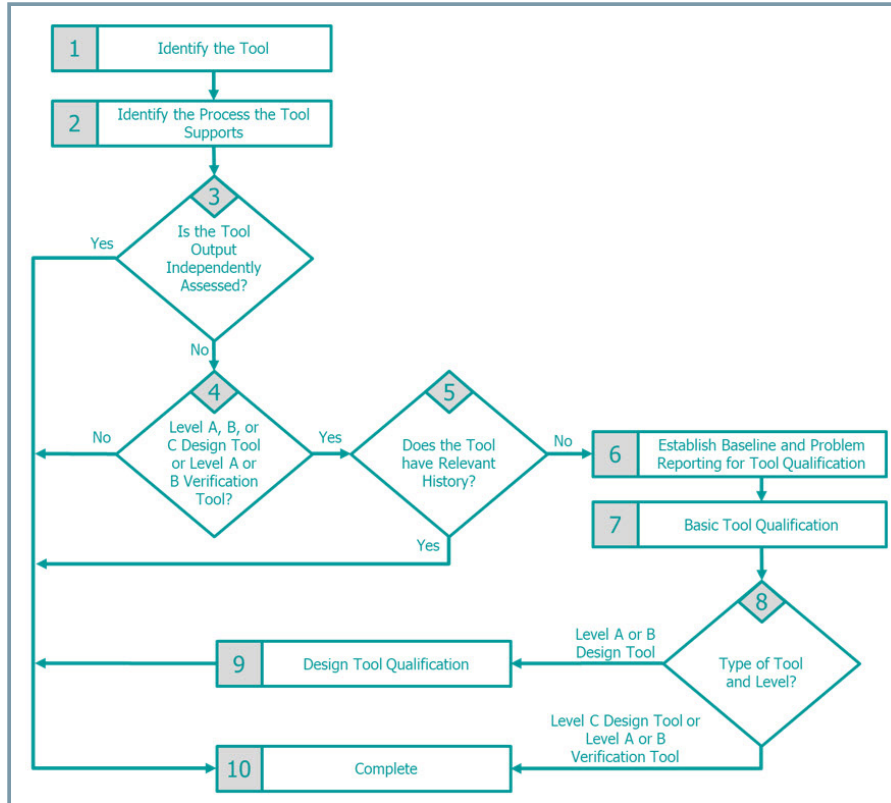 1
Identify the Tool
2
Identify the Process the Tool
Supports
3
Is the Tool
Output
Independently
Assessed?
Yes
No
4
Level A, B, or
C Design Tool
or Level A or
B Verification
Tool?
No
Yes
5
Does the Tool
have Relevant
History?
No
Yes
6
Establish Baseline and Problem
Reporting for Tool Qualification
7
Basic Tool Qualification
8
Type of Tool
and Level?
Level A or B
Design Tool
9
Design Tool Qualification
Level C Design Tool or
Level A or B
Verification Tool
10
Complete